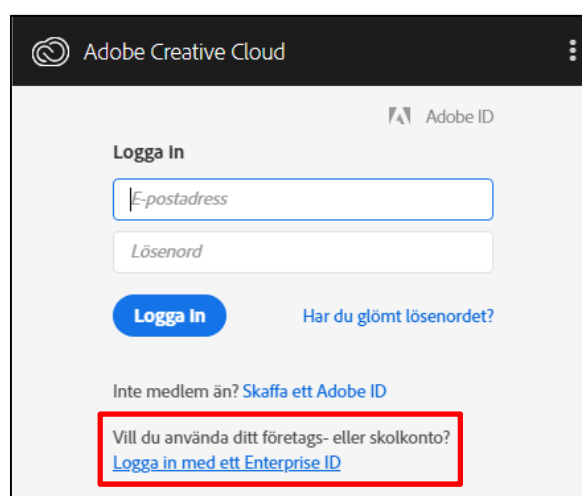 Adobe Creative Cloud
Adobe ID
Logga in
E-postadress
Lösenord
Logga in
Har du glömt lösenordet?
Inte medlem än? Skaffa ett Adobe ID
Vill du använda ditt företags- eller skolkonto?
Logga in med ett Enterprise ID